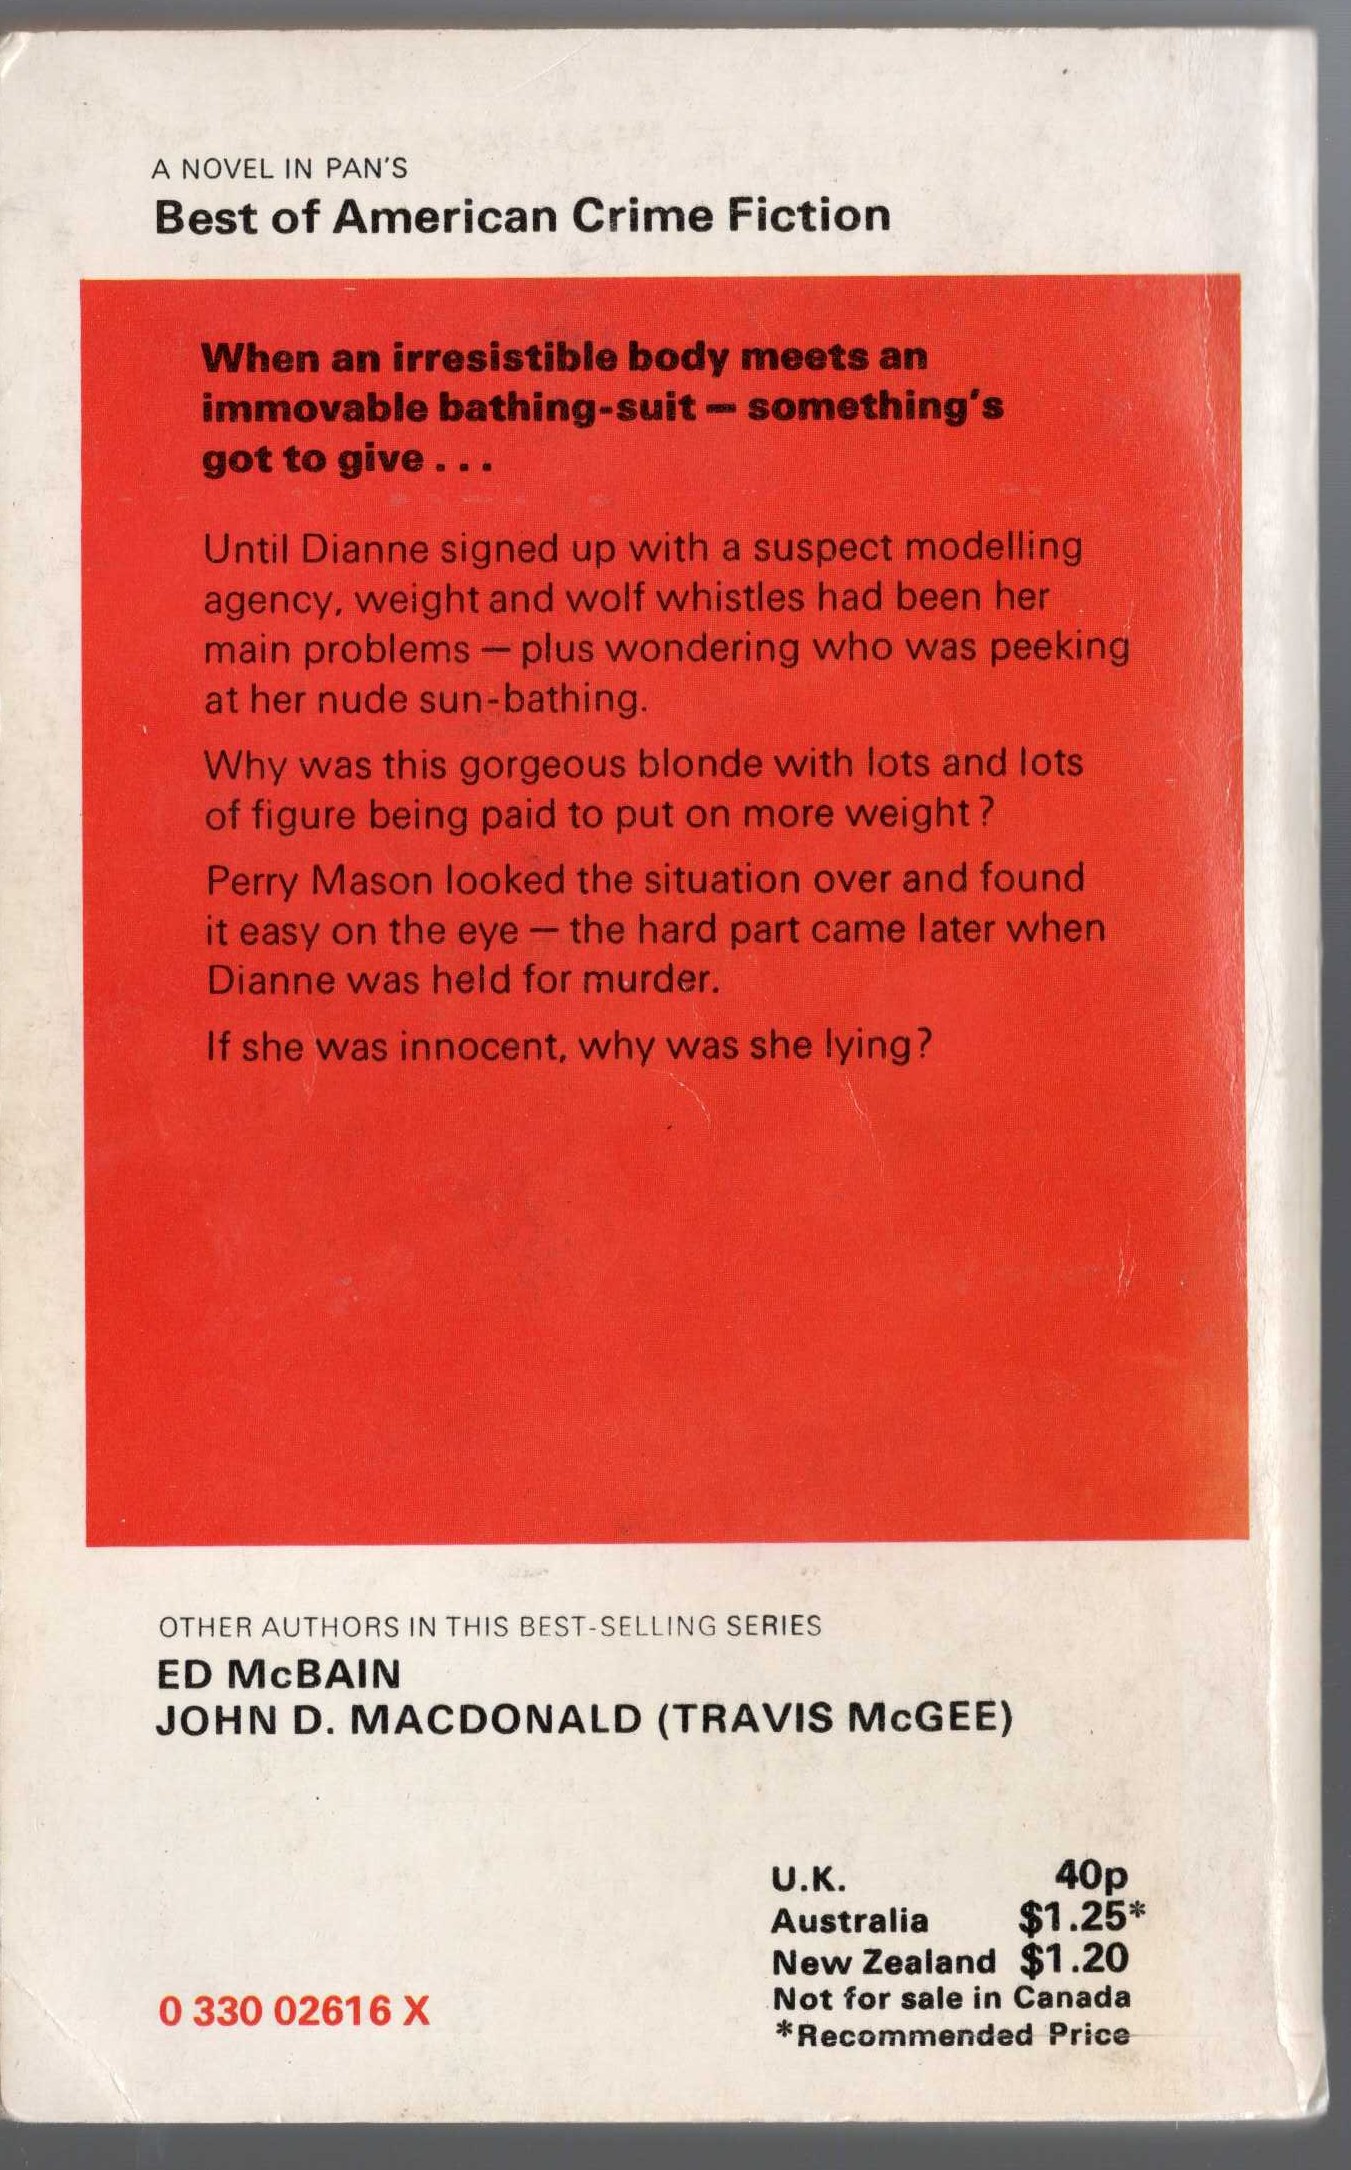 A NOVEL IN PAN'S
Best of American Crime Fiction
When an irresistible body meets an
immovable bathing-suit — something's
got to give . . .
Until Dianne signed up with a suspect modelling
agency, weight and wolf whistles had been her
main problems — plus wondering who was peeking
at her nude sun-bathing.
Why was this gorgeous blonde with lots and lots
of figure being paid to put on more weight?
Perry Mason looked the situation over and found
it easy on the eye — the hard part came later when
Dianne was held for murder.
If she was innocent, why was she lying?
OTHER AUTHORS IN THIS BEST-SELLING SERIES
ED McBAIN
JOHN D. MACDONALD (TRAVIS McGEE)
U.K. 40p
Australia $1.25*
New Zealand $1.20
Not for sale in Canada
*Recommended Price
0 330 02616 X